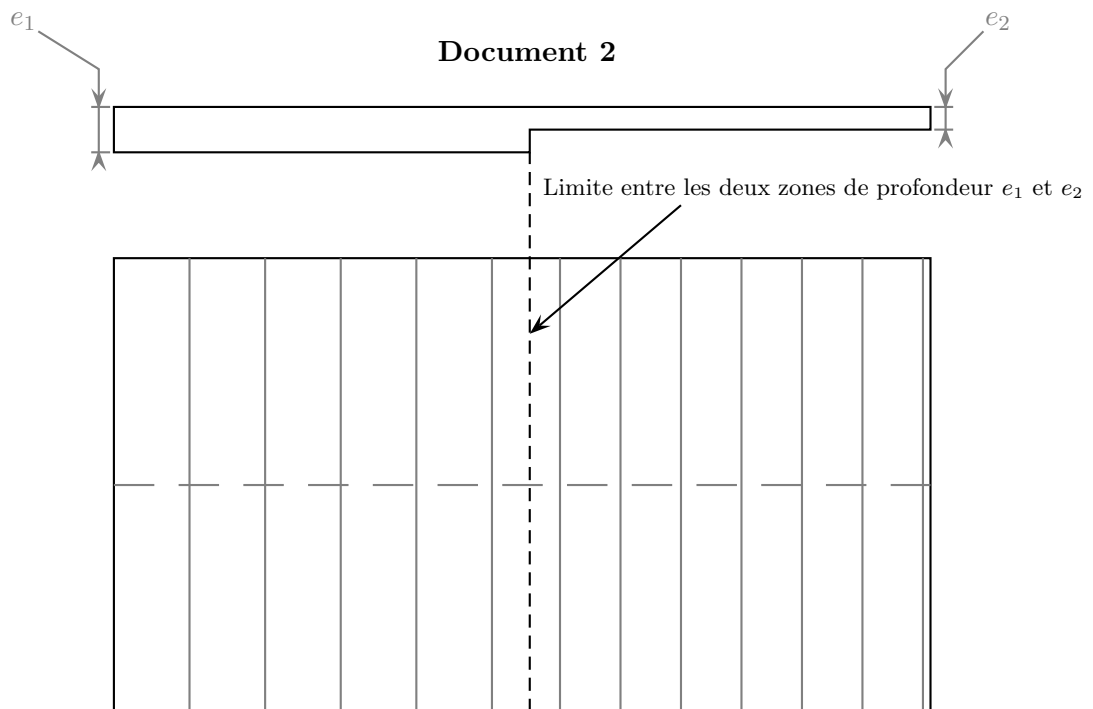 e₁
e₂
Document 2
Limite entre les deux zones de profondeur e₁ et e₂